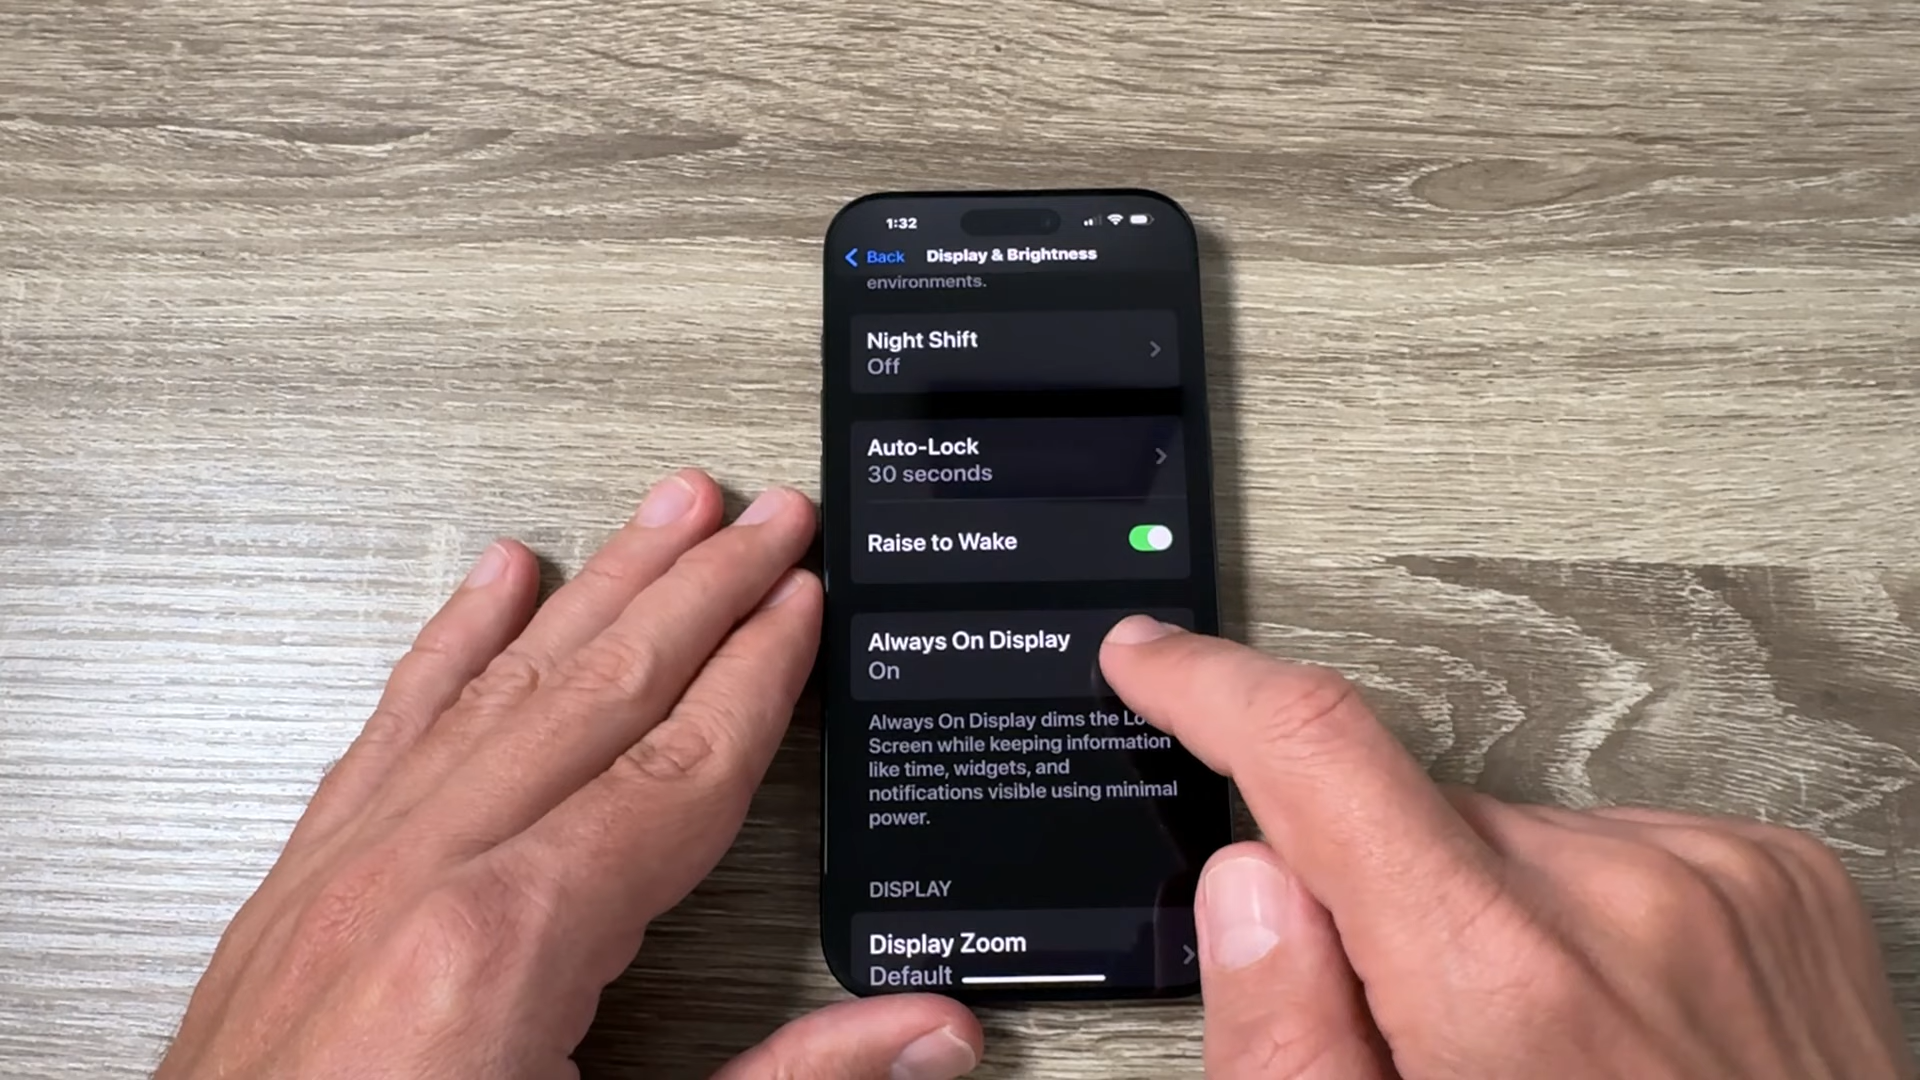 1:32
Back Display & Brightness
environments.
Night Shift
Off
Auto-Lock
30 seconds
Raise to Wake
Always On Display
On
Always On Display dims the
Screen while keeping information
like time, widgets, and
notifications visible using minimal
power.
DISPLAY
Display Zoom
Default